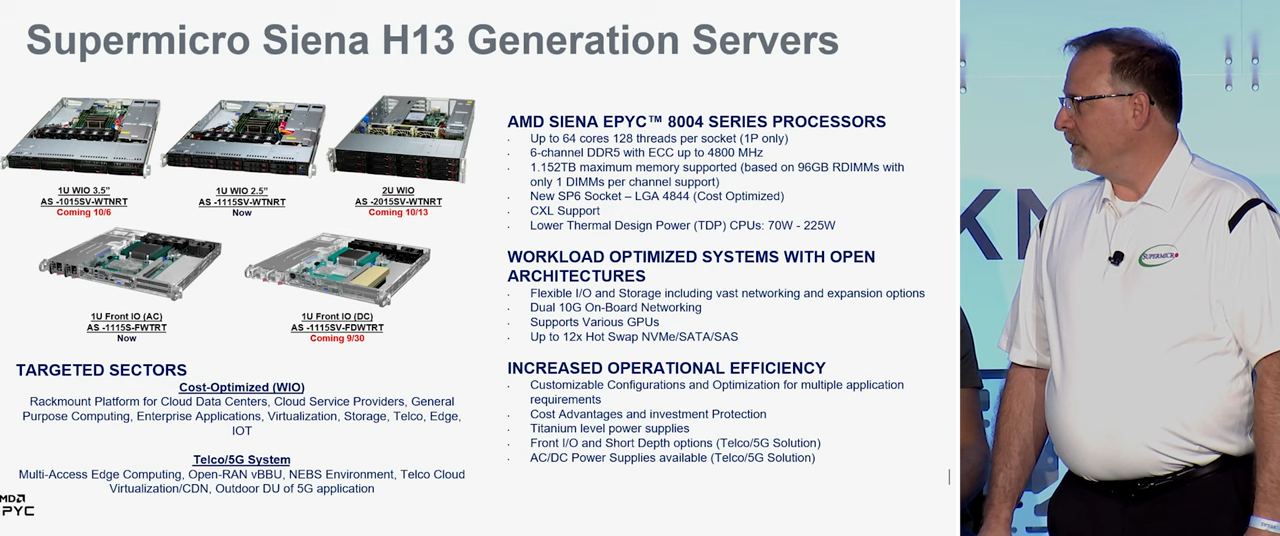 Supermicro Siena H13 Generation Servers
1U WIO 3.5"
AS -1015SV-WTNRT
Coming 10/6
1U WIO 2.5"
AS -1115SV-WTNRT
Now
2U WIO
AS -2015SV-WTNRT
Coming 10/13
1U Front IO (AC)
AS -1115S-FWTRT
Now
1U Front IO (DC)
AS -1115SV-FDWTRT
Coming 9/30
TARGETED SECTORS
Cost-Optimized (WIO)
Rackmount Platform for Cloud Data Centers, Cloud Service Providers, General
Purpose Computing, Enterprise Applications, Virtualization, Storage, Telco, Edge,
IOT
Telco/5G System
Multi-Access Edge Computing, Open-RAN vBBU, NEBS Environment, Telco Cloud
Virtualization/CDN, Outdoor DU of 5G application
MD
PYC
AMD SIENA EPYC™ 8004 SERIES PROCESSORS
· Up to 64 cores 128 threads per socket (1P only)
· 6-channel DDR5 with ECC up to 4800 MHz
· 1.152TB maximum memory supported (based on 96GB RDIMMs with
only 1 DIMMs per channel support)
· New SP6 Socket – LGA 4844 (Cost Optimized)
· CXL Support
· Lower Thermal Design Power (TDP) CPUs: 70W - 225W
WORKLOAD OPTIMIZED SYSTEMS WITH OPEN
ARCHITECTURES
· Flexible I/O and Storage including vast networking and expansion options
· Dual 10G On-Board Networking
· Supports Various GPUs
· Up to 12x Hot Swap NVMe/SATA/SAS
INCREASED OPERATIONAL EFFICIENCY
· Customizable Configurations and Optimization for multiple application
requirements
· Cost Advantages and investment Protection
· Titanium level power supplies
· Front I/O and Short Depth options (Telco/5G Solution)
· AC/DC Power Supplies available (Telco/5G Solution)
KN
SUPERMICRO